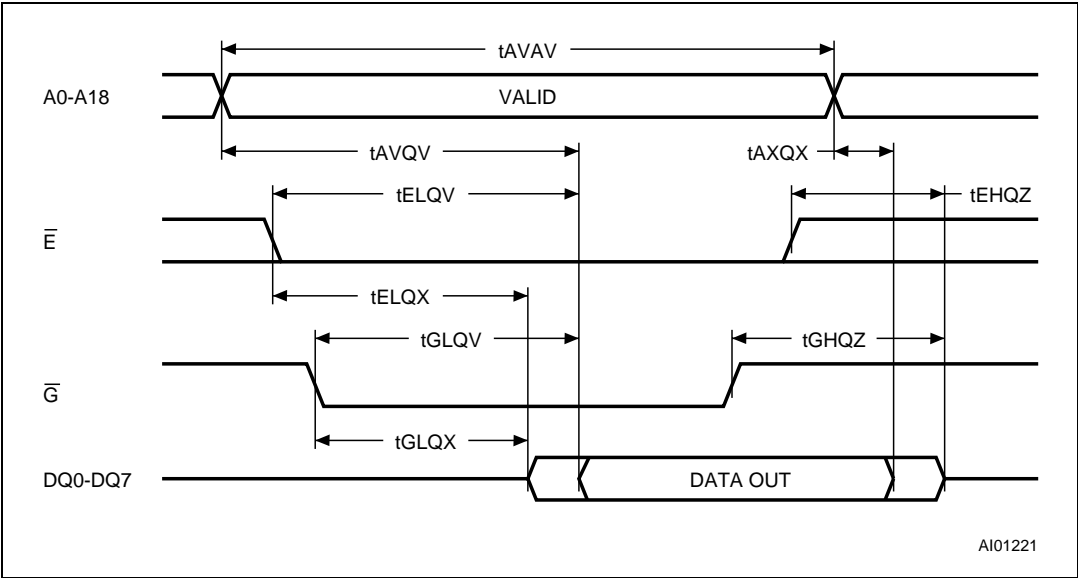 tAVAV
A0-A18
VALID
tAVQV
tAXQX
tELQV
tEHQZ
E̅
tELQX
tGLQV
tGHQZ
G̅
tGLQX
DQ0-DQ7
DATA OUT
AI01221